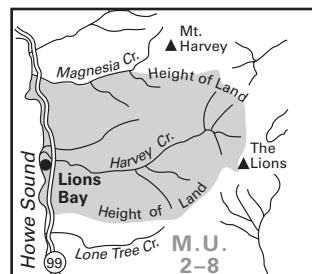 Mt.
Harvey
Magnesia Cr.
Height of Land
Harvey Cr.
The
Lions
Lions
Bay
Howe Sound
Height of Land
Lone Tree Cr.
M.U.
2–8
99